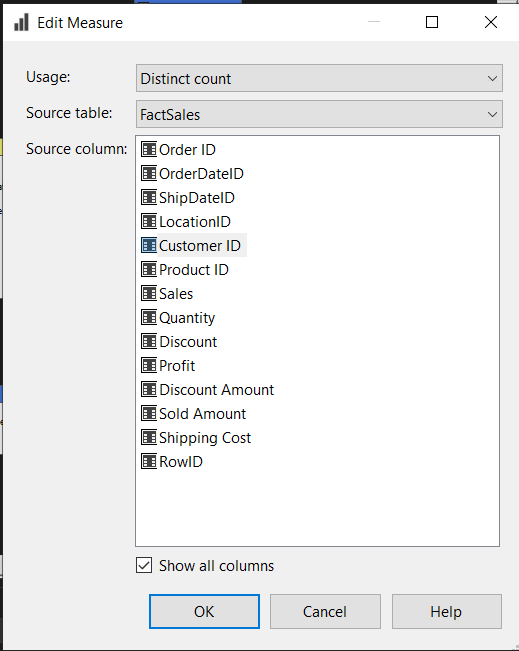 Edit Measure
Usage: Distinct count
Source table: FactSales
Source column:
Order ID
OrderDateID
ShipDateID
LocationID
Customer ID
Product ID
Sales
Quantity
Discount
Profit
Discount Amount
Sold Amount
Shipping Cost
RowID
Show all columns
OK Cancel Help